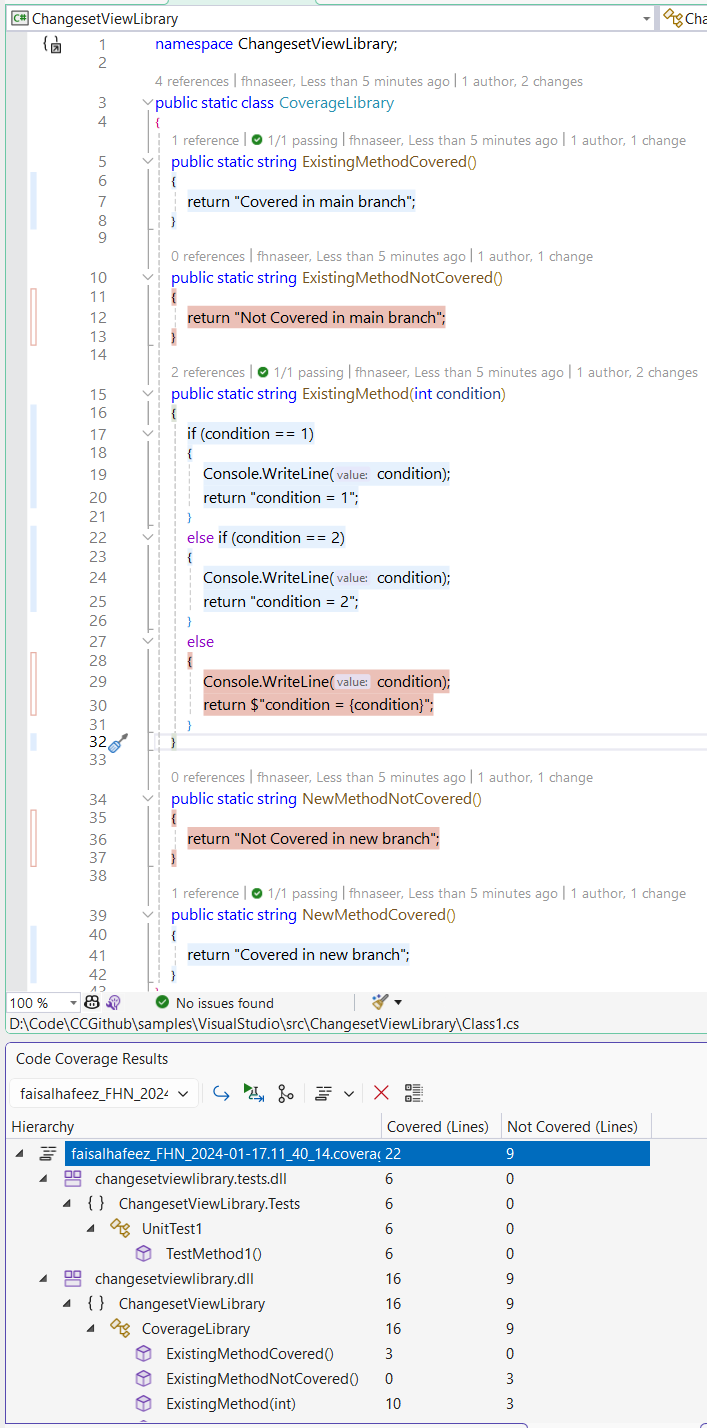 C# ChangesetViewLibrary Cha
1 namespace ChangesetViewLibrary;
2
4 references | fhnaseer, Less than 5 minutes ago | 1 author, 2 changes
3 public static class CoverageLibrary
4 {
1 reference | 1/1 passing | fhnaseer, Less than 5 minutes ago | 1 author, 1 change
5 public static string ExistingMethodCovered()
6 {
7 return "Covered in main branch";
8 }
9
0 references | fhnaseer, Less than 5 minutes ago | 1 author, 1 change
10 public static string ExistingMethodNotCovered()
11 {
12 return "Not Covered in main branch";
13 }
14
2 references | 1/1 passing | fhnaseer, Less than 5 minutes ago | 1 author, 2 changes
15 public static string ExistingMethod(int condition)
16 {
17 if (condition == 1)
18 {
19 Console.WriteLine(value: condition);
20 return "condition = 1";
21 }
22 else if (condition == 2)
23 {
24 Console.WriteLine(value: condition);
25 return "condition = 2";
26 }
27 else
28 {
29 Console.WriteLine(value: condition);
30 return $"condition = {condition}";
31 }
32 }
33
0 references | fhnaseer, Less than 5 minutes ago | 1 author, 1 change
34 public static string NewMethodNotCovered()
35 {
36 return "Not Covered in new branch";
37 }
38
1 reference | 1/1 passing | fhnaseer, Less than 5 minutes ago | 1 author, 1 change
39 public static string NewMethodCovered()
40 {
41 return "Covered in new branch";
42 }
43 }
100 % No issues found
D:\Code\CCGithub\samples\VisualStudio\src\ChangesetViewLibrary\Class1.cs
Code Coverage Results
faisalhafeez_FHN_2024
Hierarchy Covered (Lines) Not Covered (Lines)
faisalhafeez_FHN_2024-01-17.11_40_14.coverag 22 9
changesetviewlibrary.tests.dll 6 0
{ } ChangesetViewLibrary.Tests 6 0
UnitTest1 6 0
TestMethod1() 6 0
changesetviewlibrary.dll 16 9
{ } ChangesetViewLibrary 16 9
CoverageLibrary 16 9
ExistingMethodCovered() 3 0
ExistingMethodNotCovered() 0 3
ExistingMethod(int) 10 3